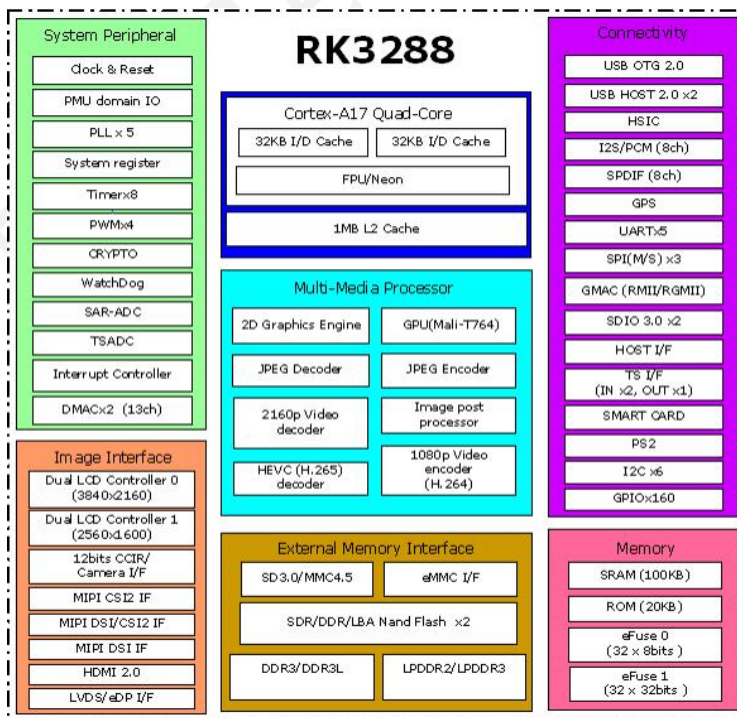 RK3288
System Peripheral
Clock & Reset
PMU domain IO
PLL x 5
System register
Timerx8
PWMx4
CRYPTO
WatchDog
SAR-ADC
TSADC
Interrupt Controller
DMACx2 (13ch)
Image Interface
Dual LCD Controller 0
(3840x2160)
Dual LCD Controller 1
(2560x1600)
12bits CCIR/
Camera I/F
MIPI CSI2 IF
MIPI DSI/CSI2 IF
MIPI DSI IF
HDMI 2.0
LVDS/eDP I/F
Cortex-A17 Quad-Core
32KB I/D Cache
32KB I/D Cache
FPU/Neon
1MB L2 Cache
Multi-Media Processor
2D Graphics Engine
GPU(Mali-T764)
JPEG Decoder
JPEG Encoder
2160p Video
decoder
Image post
processor
HEVC (H.265)
decoder
1080p Video
encoder
(H.264)
External Memory Interface
SD3.0/MMC4.5
eMMC I/F
SDR/DDR/LBA Nand Flash x2
DDR3/DDR3L
LPDDR2/LPDDR3
Connectivity
USB OTG 2.0
USB HOST 2.0 x2
HSIC
I2S/PCM (8ch)
SPDIF (8ch)
GPS
UARTx5
SPI(M/S) x3
GMAC (RMII/RGMII)
SDIO 3.0 x2
HOST I/F
TS I/F
(IN x2, OUT x1)
SMART CARD
PS2
I2C x6
GPIOx160
Memory
SRAM (100KB)
ROM (20KB)
eFuse 0
(32 x 8bits )
eFuse 1
(32 x 32bits)